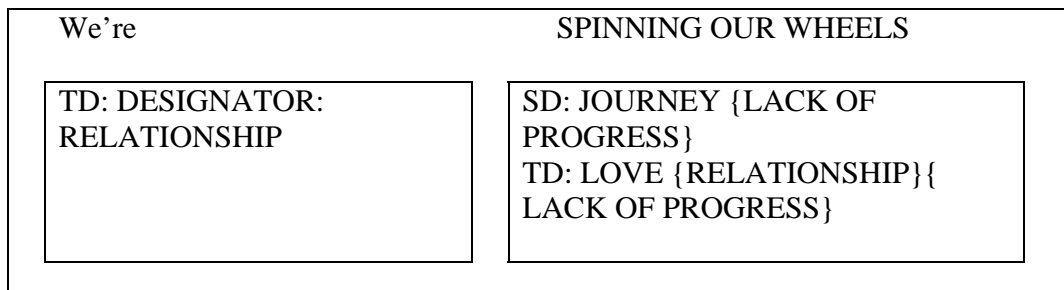 We’re SPINNING OUR WHEELS
TD: DESIGNATOR:
RELATIONSHIP
SD: JOURNEY {LACK OF
PROGRESS}
TD: LOVE {RELATIONSHIP}{
LACK OF PROGRESS}